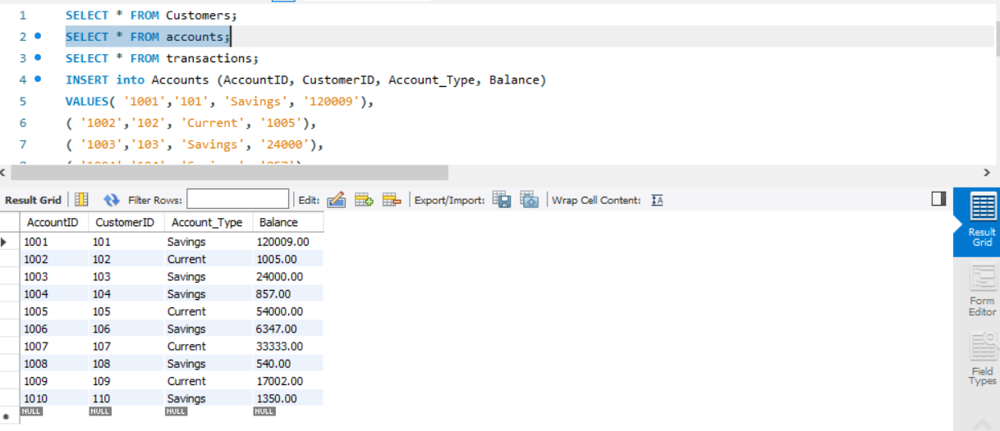 1 SELECT * FROM Customers;
2 SELECT * FROM accounts;
3 SELECT * FROM transactions;
4 INSERT into Accounts (AccountID, CustomerID, Account_Type, Balance)
5 VALUES( '1001','101', 'Savings', '120009'),
6 ( '1002','102', 'Current', '1005'),
7 ( '1003','103', 'Savings', '24000'),
Result Grid Filter Rows: Edit: Export/Import: Wrap Cell Content: IA
AccountID CustomerID Account_Type Balance
1001 101 Savings 120009.00
1002 102 Current 1005.00
1003 103 Savings 24000.00
1004 104 Savings 857.00
1005 105 Current 54000.00
1006 106 Savings 6347.00
1007 107 Current 33333.00
1008 108 Savings 540.00
1009 109 Current 17002.00
1010 110 Savings 1350.00
NULL NULL NULL NULL
Result
Grid
Form
Editor
Field
Types